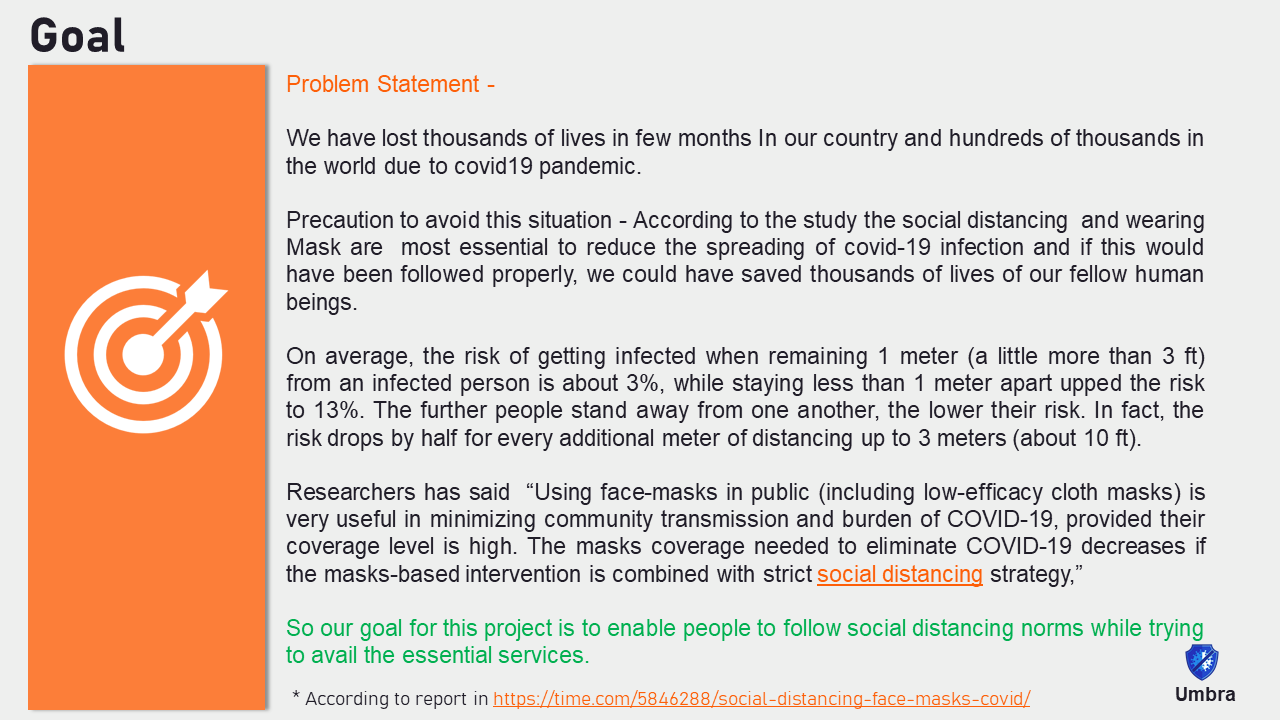 Goal
Problem Statement -
We have lost thousands of lives in few months In our country and hundreds of thousands in
the world due to covid19 pandemic.
Precaution to avoid this situation - According to the study the social distancing  and wearing
Mask are  most essential to reduce the spreading of covid-19 infection and if this would
have been followed properly, we could have saved thousands of lives of our fellow human
beings.
On average, the risk of getting infected when remaining 1 meter (a little more than 3 ft)
from an infected person is about 3%, while staying less than 1 meter apart upped the risk
to 13%. The further people stand away from one another, the lower their risk. In fact, the
risk drops by half for every additional meter of distancing up to 3 meters (about 10 ft).
Researchers has said  “Using face-masks in public (including low-efficacy cloth masks) is
very useful in minimizing community transmission and burden of COVID-19, provided their
coverage level is high. The masks coverage needed to eliminate COVID-19 decreases if
the masks-based intervention is combined with strict social distancing strategy,”
So our goal for this project is to enable people to follow social distancing norms while trying
to avail the essential services.
* According to report in https://time.com/5846288/social-distancing-face-masks-covid/
Umbra